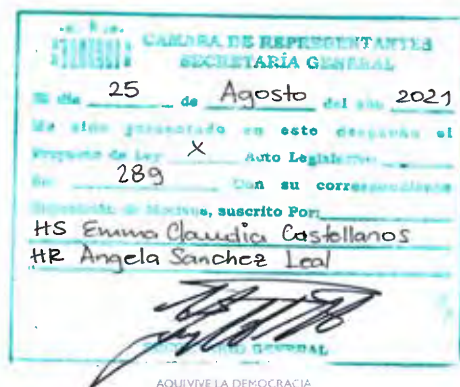 CAMARA DE REPRESENTANTES
SECRETARÍA GENERAL
El día 25 de Agosto del año 2021
Ha sido presentado en este despacho el
Proyecto de Ley X Acto Legislativo
No. 289 Con su correspondiente
Exposición de Motivos, suscrito Por:
HS Emma Claudia Castellanos
HR Angela Sanchez Leal
SECRETARIO GENERAL
AQUÍ VIVE LA DEMOCRACIA